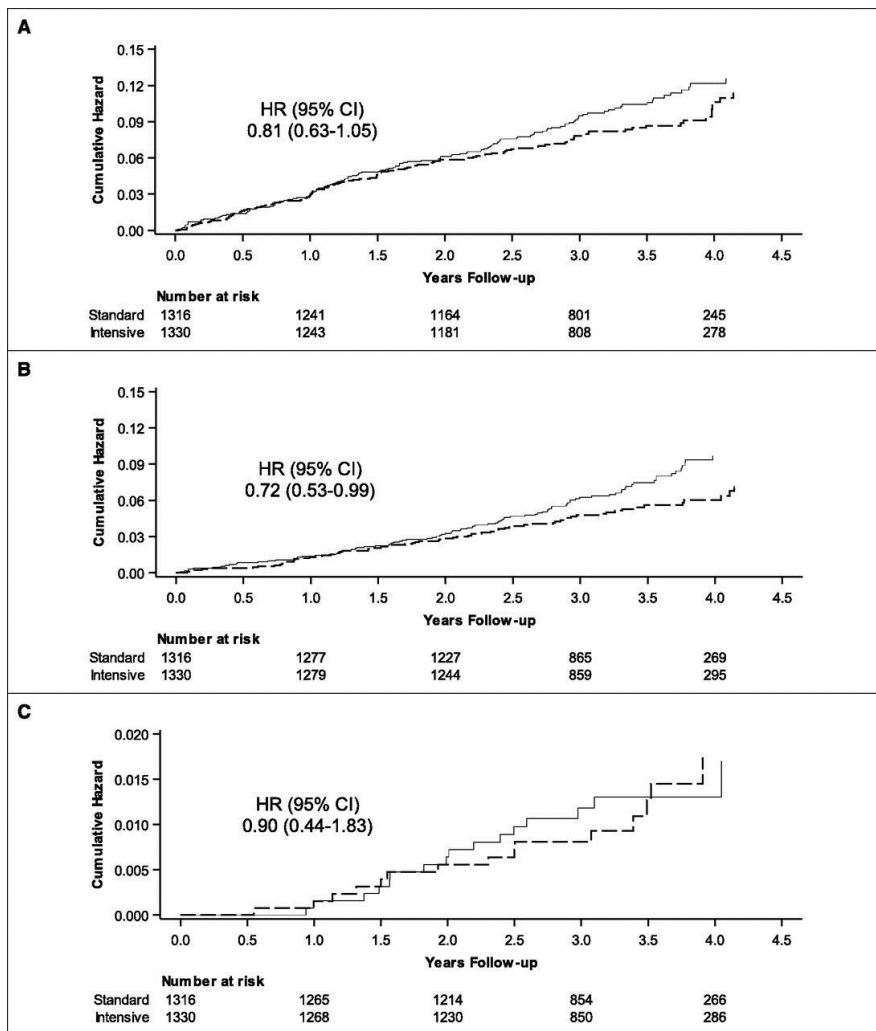 A
0.15
0.12
0.09
0.06
0.03
0.00
Cumulative Hazard
HR (95% CI)
0.81 (0.63-1.05)
0.0 0.5 1.0 1.5 2.0 2.5 3.0 3.5 4.0 4.5
Years Follow-up
Number at risk
Standard 1316 1241 1164 801 245
Intensive 1330 1243 1181 808 278
B
0.15
0.12
0.09
0.06
0.03
0.00
Cumulative Hazard
HR (95% CI)
0.72 (0.53-0.99)
0.0 0.5 1.0 1.5 2.0 2.5 3.0 3.5 4.0 4.5
Years Follow-up
Number at risk
Standard 1316 1277 1227 865 269
Intensive 1330 1279 1244 859 295
C
0.020
0.015
0.010
0.005
0.000
Cumulative Hazard
HR (95% CI)
0.90 (0.44-1.83)
0.0 0.5 1.0 1.5 2.0 2.5 3.0 3.5 4.0 4.5
Years Follow-up
Number at risk
Standard 1316 1265 1214 854 266
Intensive 1330 1268 1230 850 286